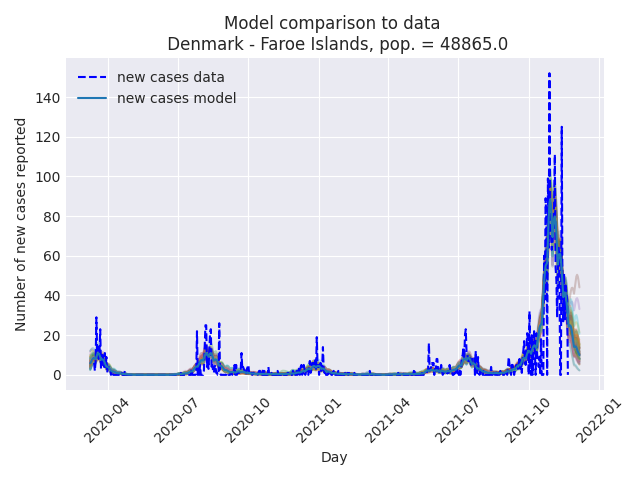 Model comparison to data
Denmark - Faroe Islands, pop. = 48865.0
new cases data
new cases model
Number of new cases reported
140
120
100
80
60
40
20
0
2020-04
2020-07
2020-10
2021-01
2021-04
2021-07
2021-10
2022-01
Day